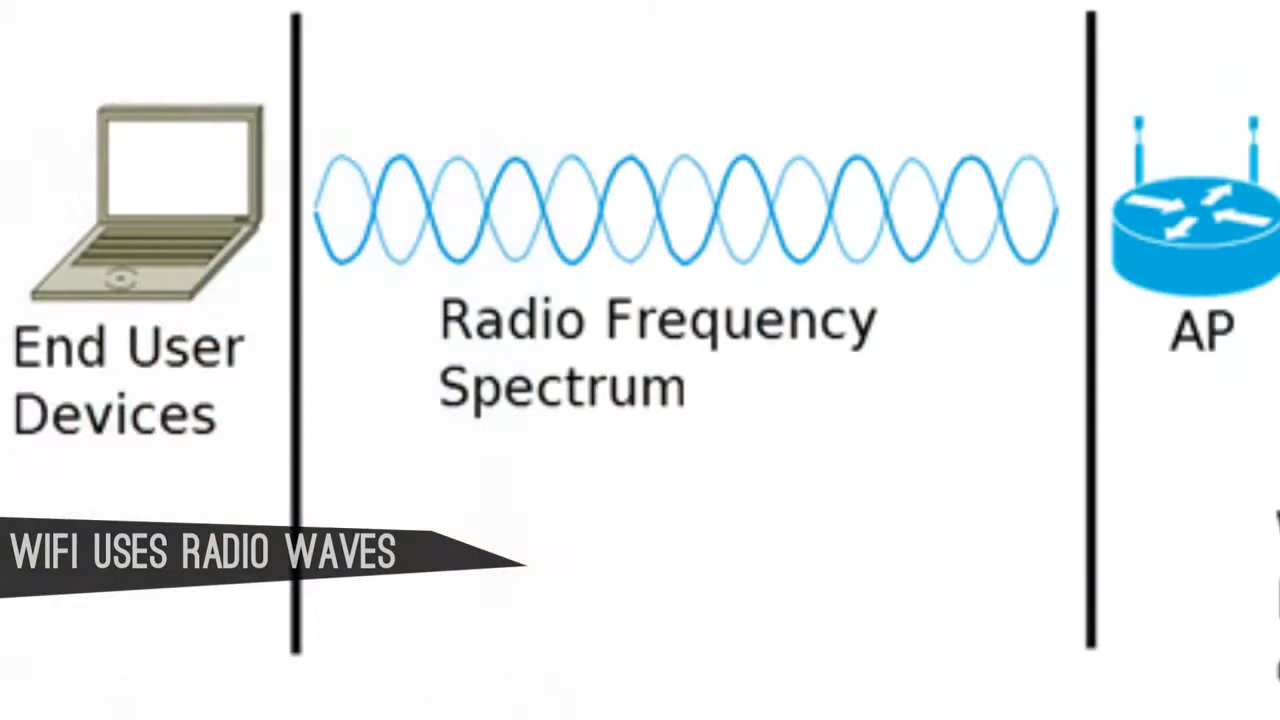 End User
Devices
Radio Frequency
Spectrum
AP
WIFI USES RADIO WAVES